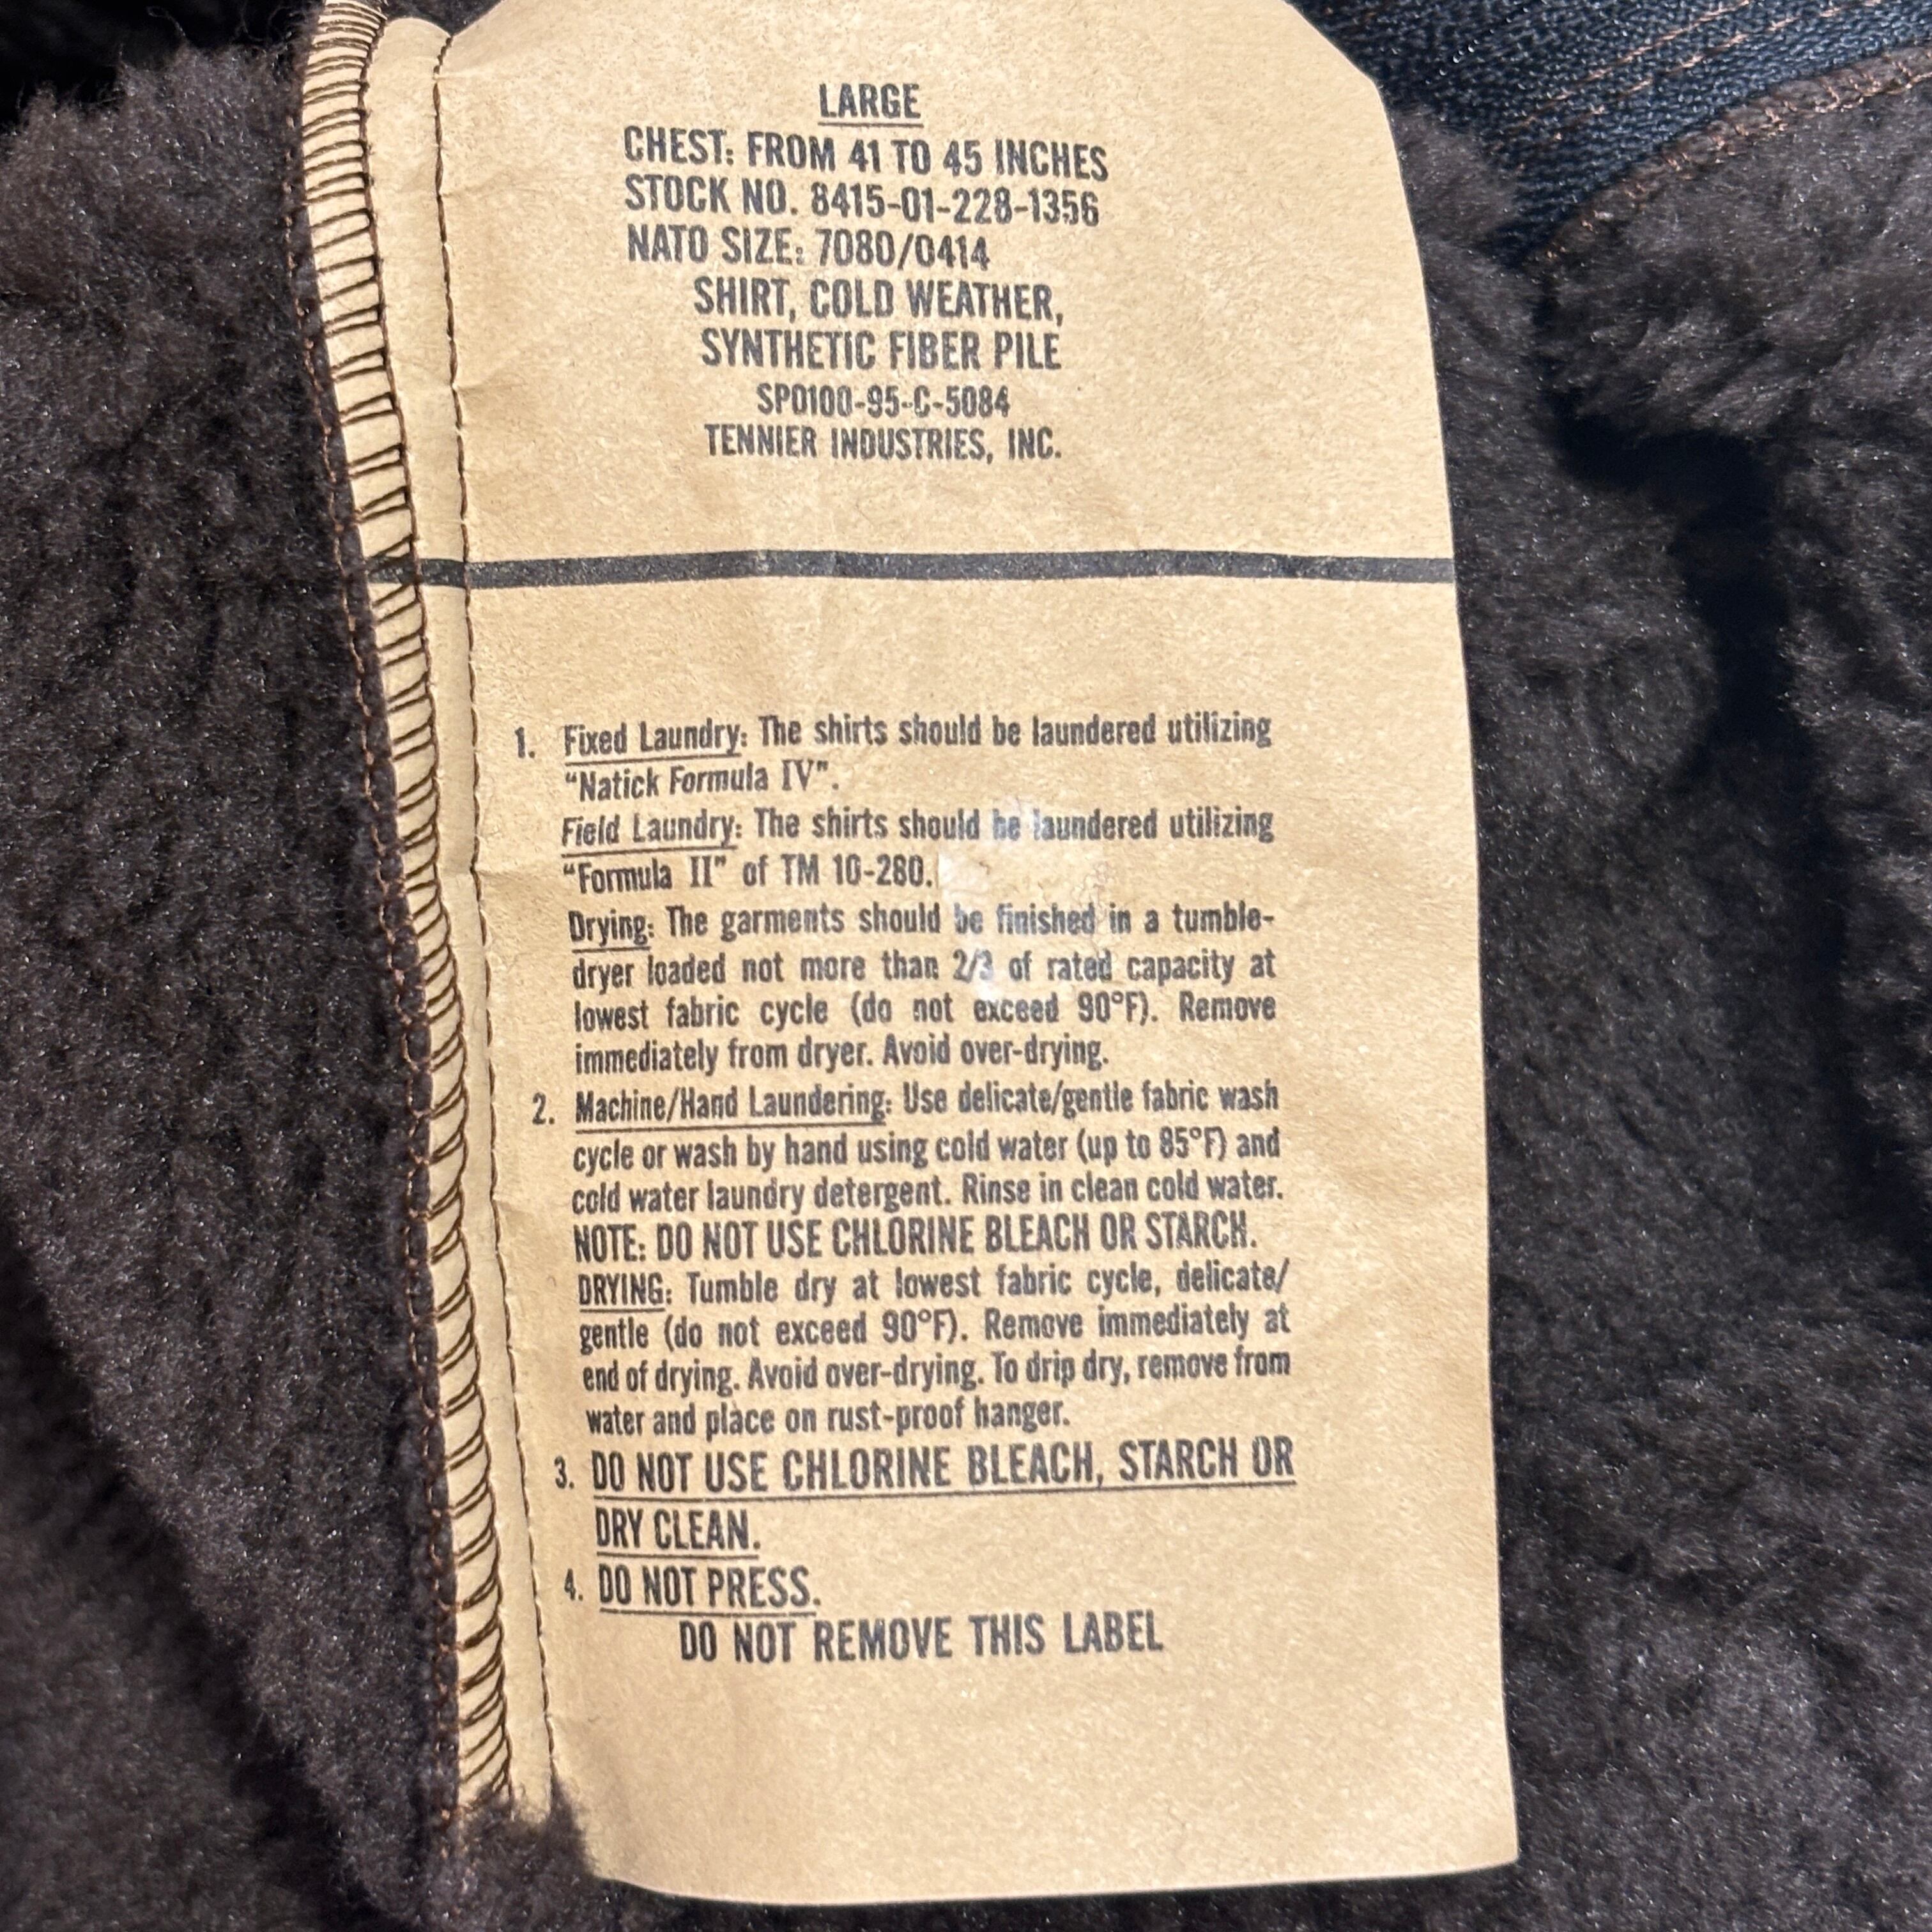 LARGE
CHEST: FROM 41 TO 45 INCHES
STOCK NO. 8415-01-228-1356
NATO SIZE: 7080/0414
SHIRT, COLD WEATHER,
SYNTHETIC FIBER PILE
SPO100-95-C-5084
TENNIER INDUSTRIES, INC.
1. Fixed Laundry: The shirts should be laundered utilizing
“Natick Formula IV”.
Field Laundry: The shirts should be laundered utilizing
“Formula II” of TM 10-280.
Drying: The garments should be finished in a tumble-
dryer loaded not more than 2/3 of rated capacity at
lowest fabric cycle (do not exceed 90°F). Remove
immediately from dryer. Avoid over-drying.
2. Machine/Hand Laundering: Use delicate/gentle fabric wash
cycle or wash by hand using cold water (up to 85°F) and
cold water laundry detergent. Rinse in clean cold water.
NOTE: DO NOT USE CHLORINE BLEACH OR STARCH.
DRYING: Tumble dry at lowest fabric cycle, delicate/
gentle (do not exceed 90°F). Remove immediately at
end of drying. Avoid over-drying. To drip dry, remove from
water and place on rust-proof hanger.
3. DO NOT USE CHLORINE BLEACH, STARCH OR
DRY CLEAN.
4. DO NOT PRESS.
DO NOT REMOVE THIS LABEL